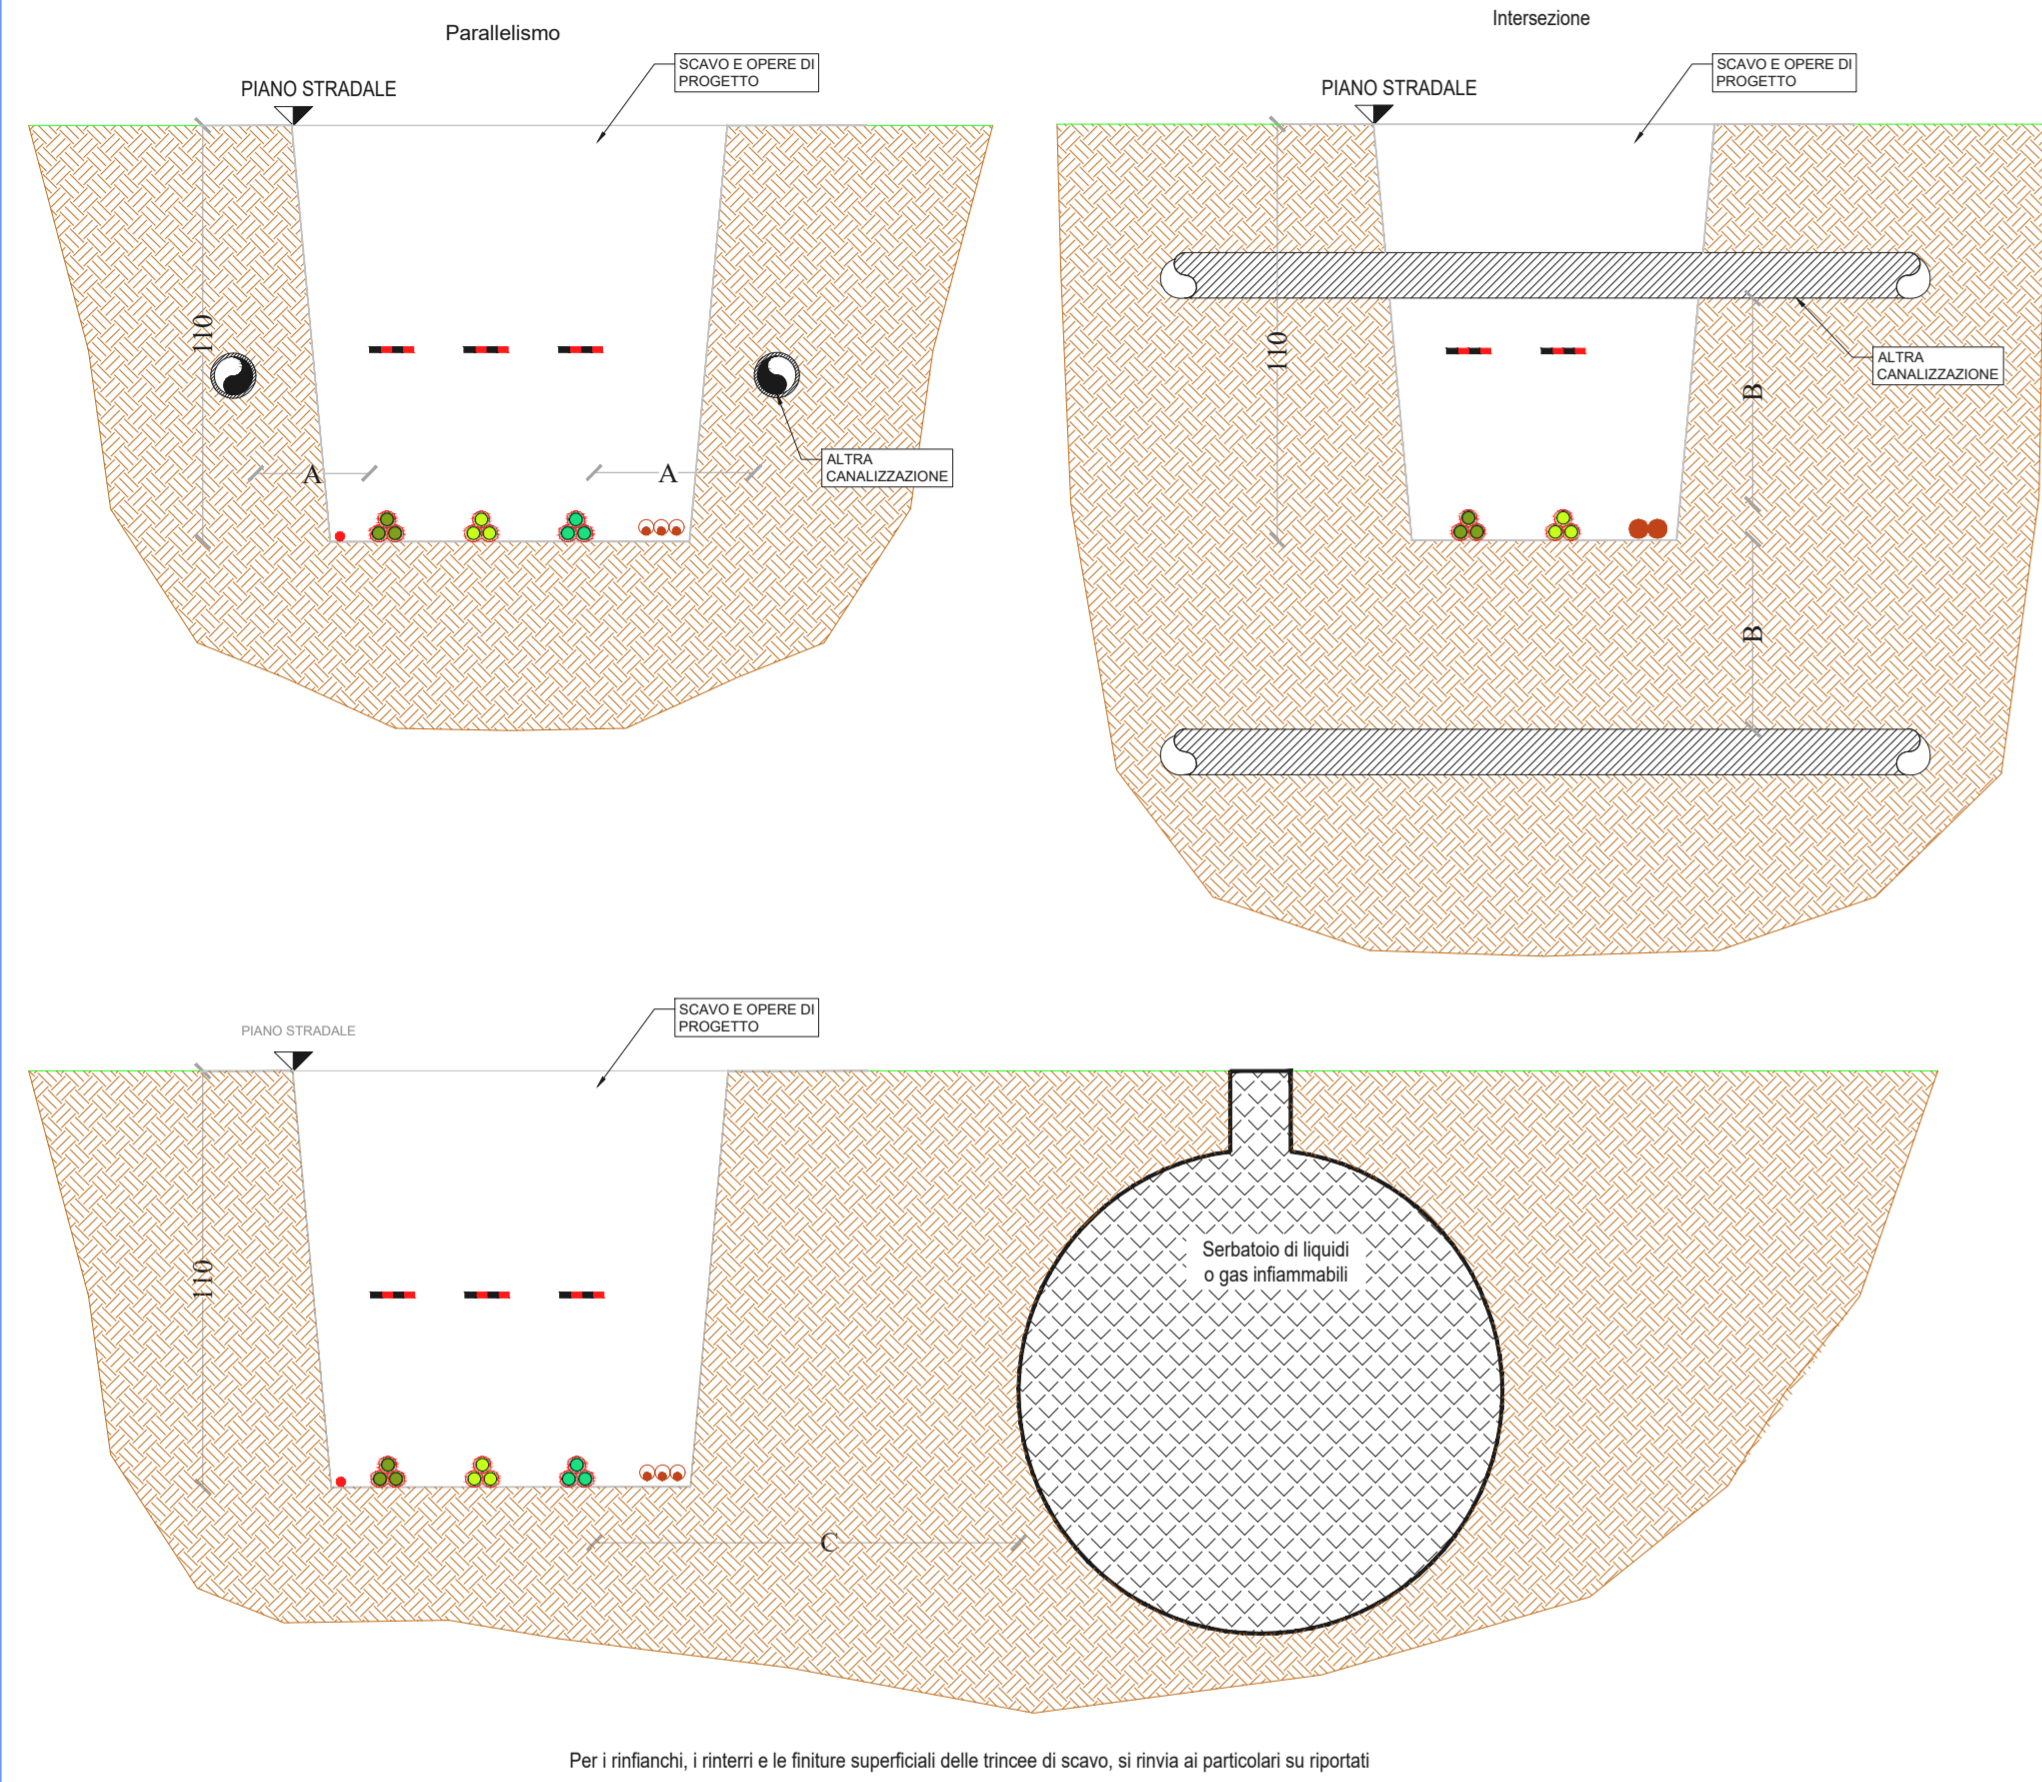 Parallelismo
PIANO STRADALE
SCAVO E OPERE DI
PROGETTO
110
A
A
ALTRA
CANALIZZAZIONE
Intersezione
PIANO STRADALE
SCAVO E OPERE DI
PROGETTO
110
B
ALTRA
CANALIZZAZIONE
B
PIANO STRADALE
SCAVO E OPERE DI
PROGETTO
110
Serbatoio di liquidi
o gas infiammabili
C
Per i rinfianchi, i rinterri e le finiture superficiali delle trincee di scavo, si rinvia ai particolari su riportati